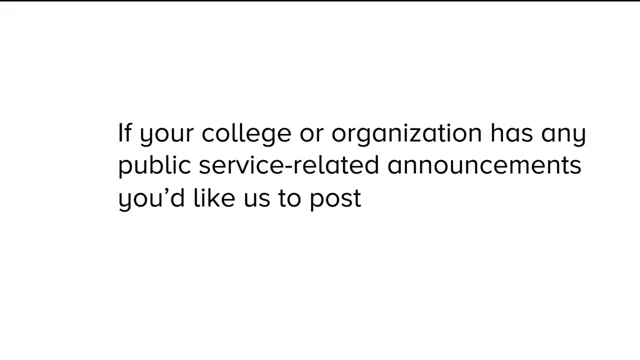 If your college or organization has any
public service-related announcements
you’d like us to post